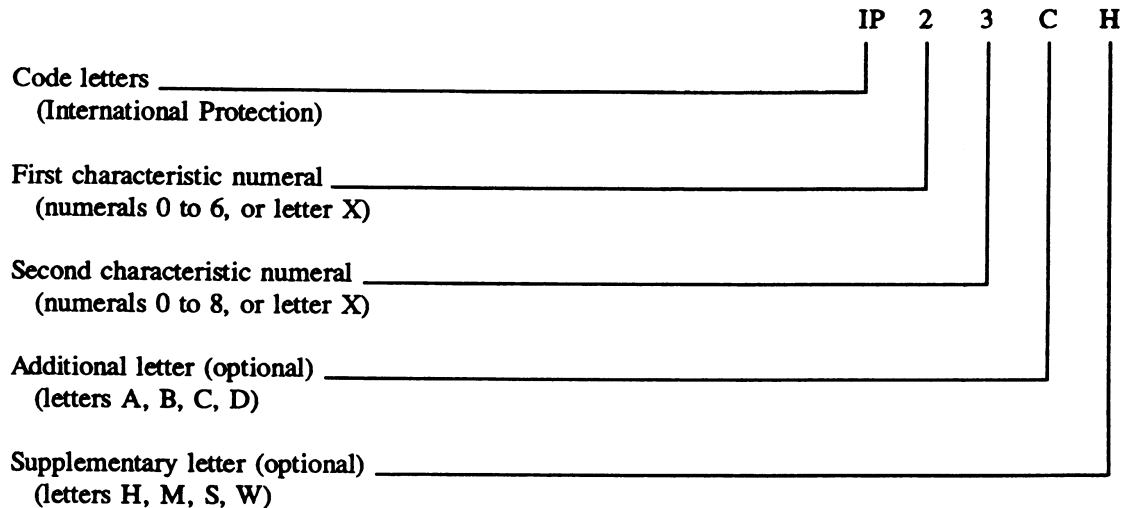 IP 2 3 C H
Code letters
(International Protection)
First characteristic numeral
(numerals 0 to 6, or letter X)
Second characteristic numeral
(numerals 0 to 8, or letter X)
Additional letter (optional)
(letters A, B, C, D)
Supplementary letter (optional)
(letters H, M, S, W)